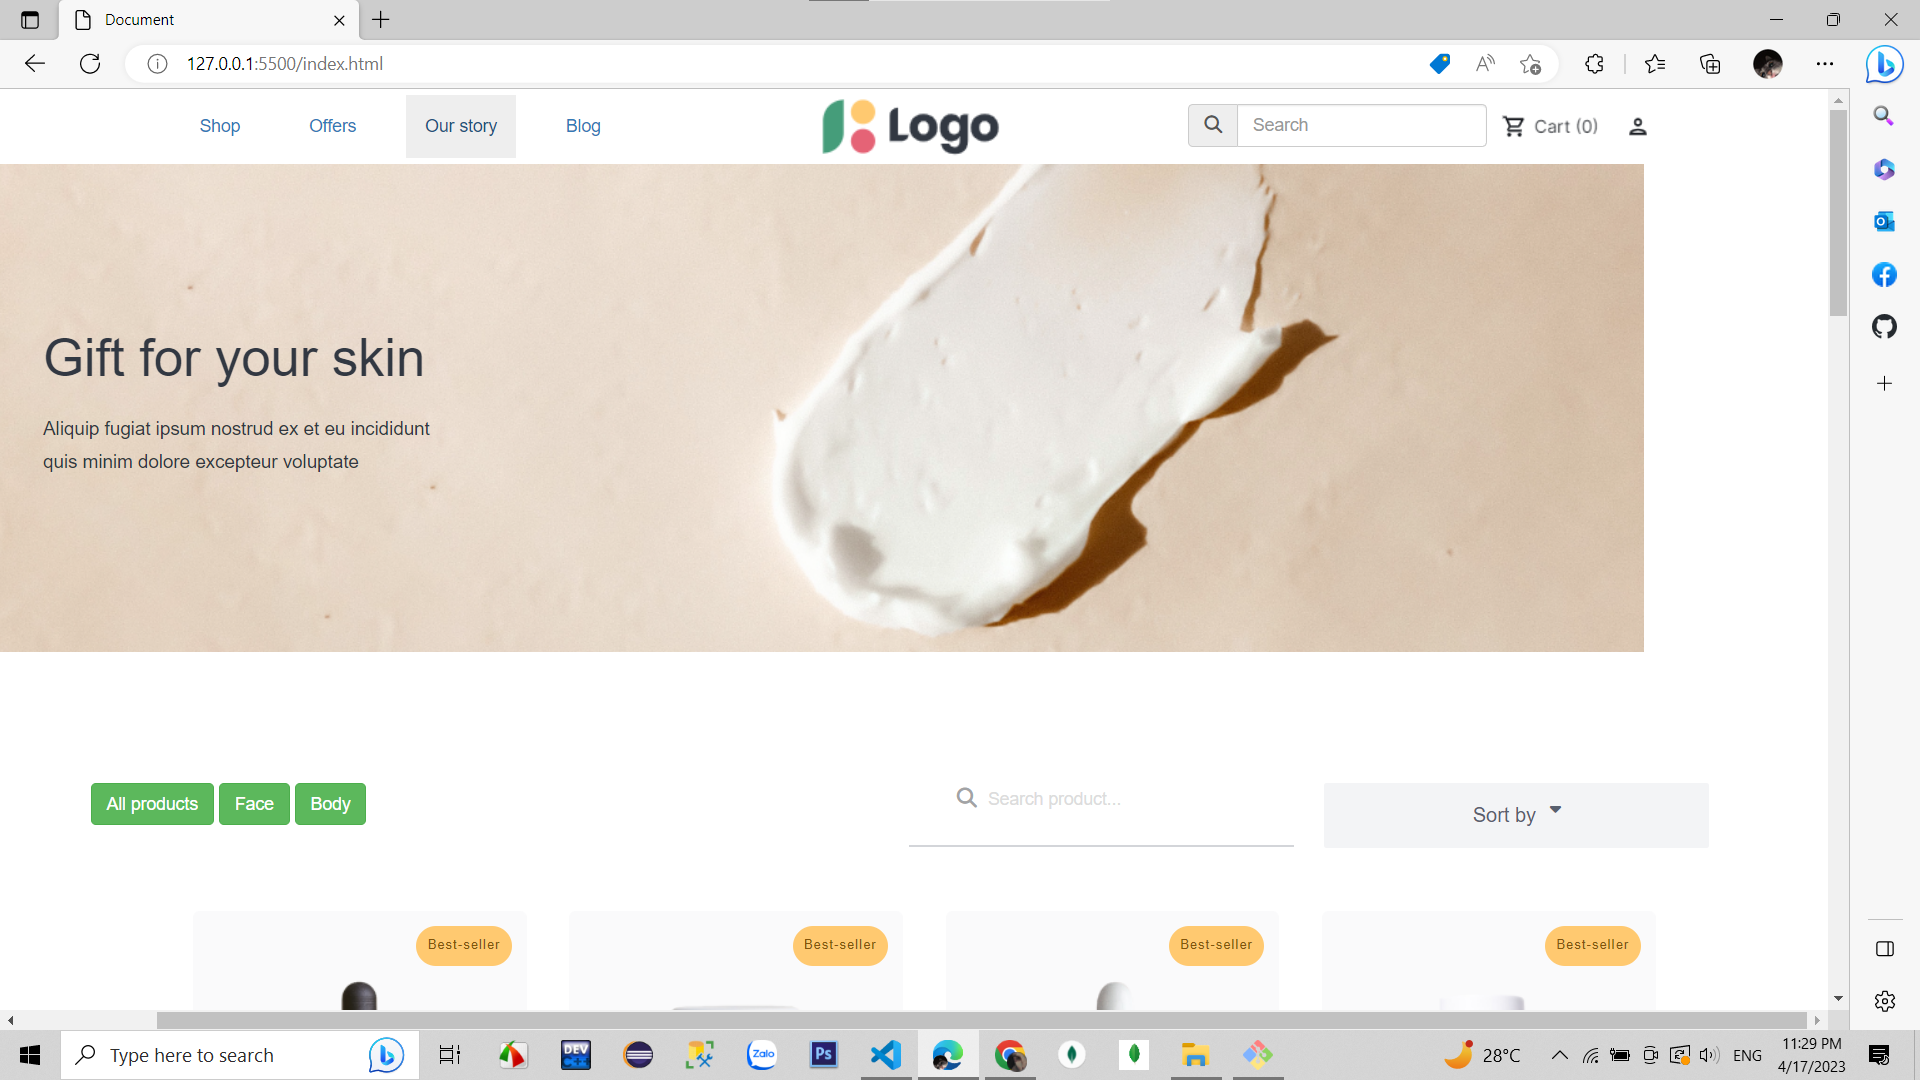 Document
127.0.0.1:5500/index.html
Shop
Offers
Our story
Blog
Logo
Search
Cart (0)
Gift for your skin
Aliquip fugiat ipsum nostrud ex et eu incididunt
quis minim dolore excepteur voluptate
All products
Face
Body
Search product...
Sort by
Best-seller
Best-seller
Best-seller
Best-seller
Type here to search
DEV
C++
Zalo
Ps
28°C
ENG
11:29 PM
4/17/2023